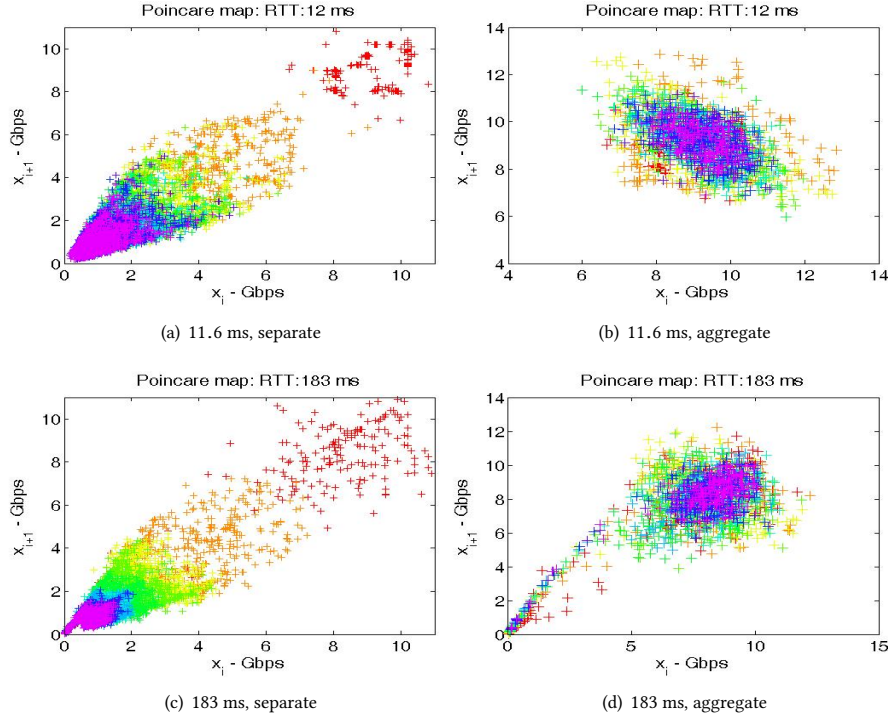 Poincare map: RTT:12 ms
10
8
6
4
2
0
x_{i+1} - Gbps
0 2 4 6 8 10
x_i - Gbps
(a) 11.6 ms, separate
Poincare map: RTT:12 ms
14
12
10
8
6
4
x_{i+1} - Gbps
4 6 8 10 12 14
x_i - Gbps
(b) 11.6 ms, aggregate
Poincare map: RTT:183 ms
10
8
6
4
2
0
x_{i+1} - Gbps
0 2 4 6 8 10
x_i - Gbps
(c) 183 ms, separate
Poincare map: RTT:183 ms
14
12
10
8
6
4
2
0
x_{i+1} - Gbps
0 5 10 15
x_i - Gbps
(d) 183 ms, aggregate